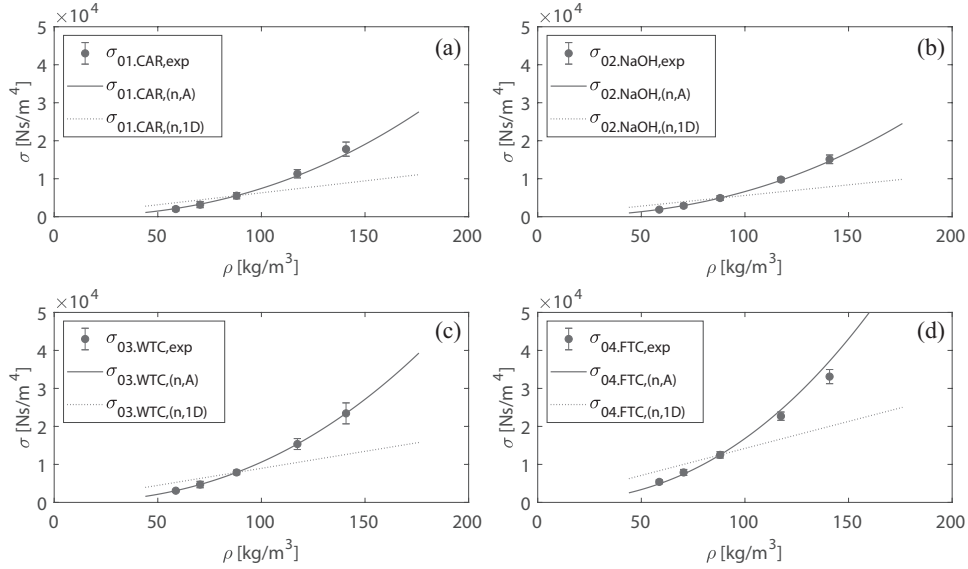 ×10⁴
5
4
3
2
1
0
σ [Ns/m⁴]
0 50 100 150 200
ρ [kg/m³]
(a)
σ01.CAR,exp
σ01.CAR,(n,A)
σ01.CAR,(n,1D)
×10⁴
5
4
3
2
1
0
σ [Ns/m⁴]
0 50 100 150 200
ρ [kg/m³]
(b)
σ02.NaOH,exp
σ02.NaOH,(n,A)
σ02.NaOH,(n,1D)
×10⁴
5
4
3
2
1
0
σ [Ns/m⁴]
0 50 100 150 200
ρ [kg/m³]
(c)
σ03.WTC,exp
σ03.WTC,(n,A)
σ03.WTC,(n,1D)
×10⁴
5
4
3
2
1
0
σ [Ns/m⁴]
0 50 100 150 200
ρ [kg/m³]
(d)
σ04.FTC,exp
σ04.FTC,(n,A)
σ04.FTC,(n,1D)